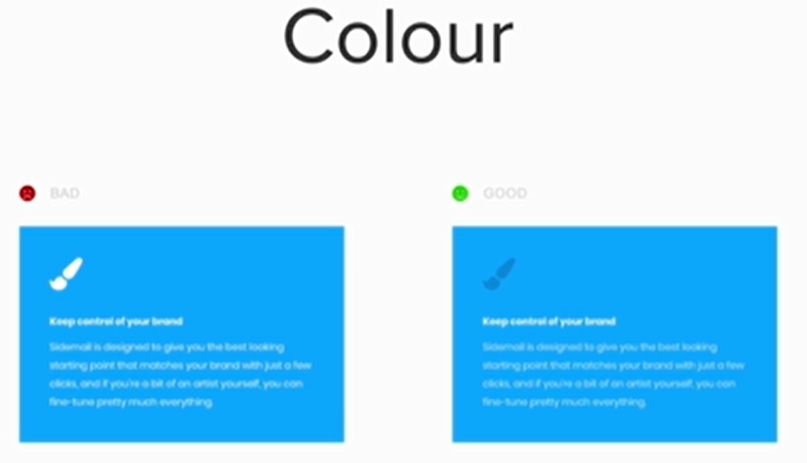 Colour
BAD
GOOD
Keep control of your brand
Sidemail is designed to give you the best looking
starting point that matches your brand with just a few
clicks, and if you're a bit of an artist yourself, you can
fine-tune pretty much everything.
Keep control of your brand
Sidemail is designed to give you the best looking
starting point that matches your brand with just a few
clicks, and if you're a bit of an artist yourself, you can
fine-tune pretty much everything.